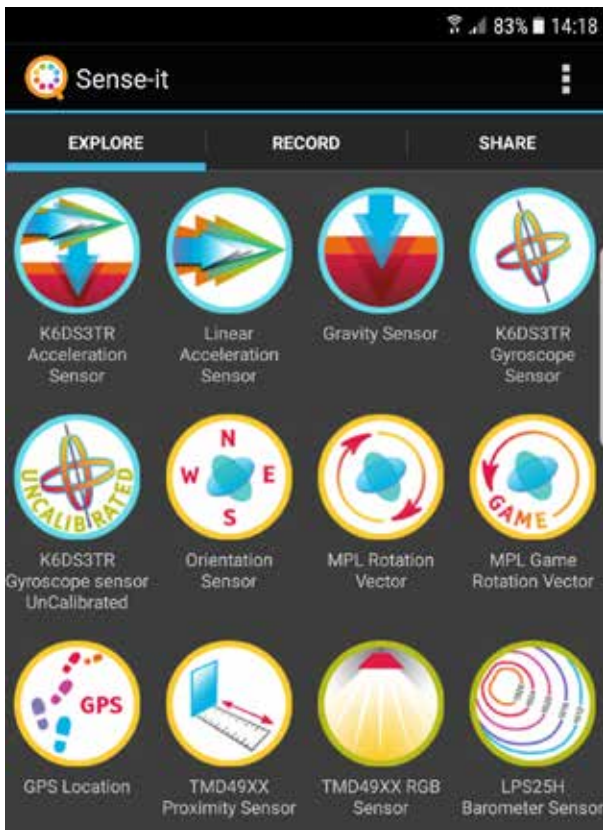 83% 14:18
Sense-it
EXPLORE RECORD SHARE
K6DS3TR Acceleration Sensor
Linear Acceleration Sensor
Gravity Sensor
K6DS3TR Gyroscope Sensor
UNCALIBRATED
K6DS3TR Gyroscope sensor UnCalibrated
N
W E
S
Orientation Sensor
MPL Rotation Vector
GAME
MPL Game Rotation Vector
GPS
GPS Location
TMD49XX Proximity Sensor
TMD49XX RGB Sensor
LPS25H Barometer Sensor